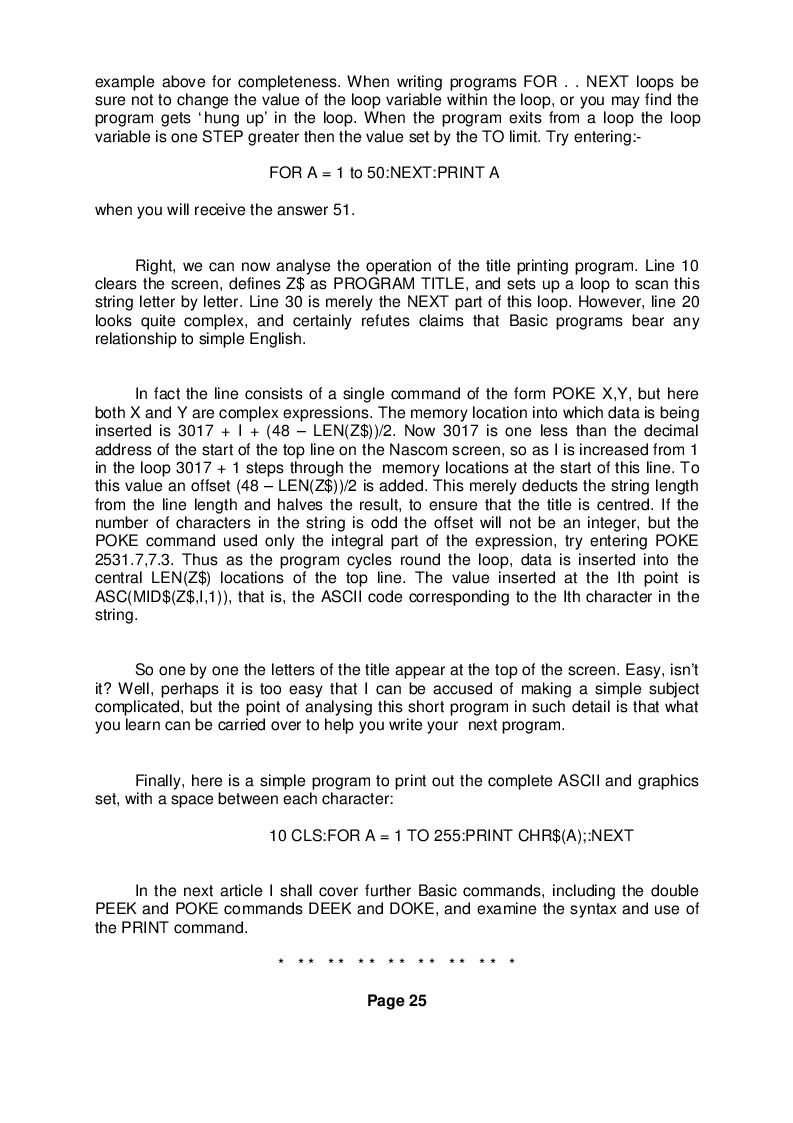 example above for completeness. When writing programs FOR . . NEXT loops be
sure not to change the value of the loop variable within the loop, or you may find the
program gets ‘hung up’ in the loop. When the program exits from a loop the loop
variable is one STEP greater then the value set by the TO limit. Try entering:-
FOR A = 1 to 50:NEXT:PRINT A
when you will receive the answer 51.
Right, we can now analyse the operation of the title printing program. Line 10
clears the screen, defines Z$ as PROGRAM TITLE, and sets up a loop to scan this
string letter by letter. Line 30 is merely the NEXT part of this loop. However, line 20
looks quite complex, and certainly refutes claims that Basic programs bear any
relationship to simple English.
In fact the line consists of a single command of the form POKE X,Y, but here
both X and Y are complex expressions. The memory location into which data is being
inserted is 3017 + I + (48 – LEN(Z$))/2. Now 3017 is one less than the decimal
address of the start of the top line on the Nascom screen, so as I is increased from 1
in the loop 3017 + 1 steps through the memory locations at the start of this line. To
this value an offset (48 – LEN(Z$))/2 is added. This merely deducts the string length
from the line length and halves the result, to ensure that the title is centred. If the
number of characters in the string is odd the offset will not be an integer, but the
POKE command used only the integral part of the expression, try entering POKE
2531.7,7.3. Thus as the program cycles round the loop, data is inserted into the
central LEN(Z$) locations of the top line. The value inserted at the Ith point is
ASC(MID$(Z$,I,1)), that is, the ASCII code corresponding to the Ith character in the
string.
So one by one the letters of the title appear at the top of the screen. Easy, isn’t
it? Well, perhaps it is too easy that I can be accused of making a simple subject
complicated, but the point of analysing this short program in such detail is that what
you learn can be carried over to help you write your next program.
Finally, here is a simple program to print out the complete ASCII and graphics
set, with a space between each character:
10 CLS:FOR A = 1 TO 255:PRINT CHR$(A);:NEXT
In the next article I shall cover further Basic commands, including the double
PEEK and POKE commands DEEK and DOKE, and examine the syntax and use of
the PRINT command.
* ** ** ** ** ** ** ** *
Page 25